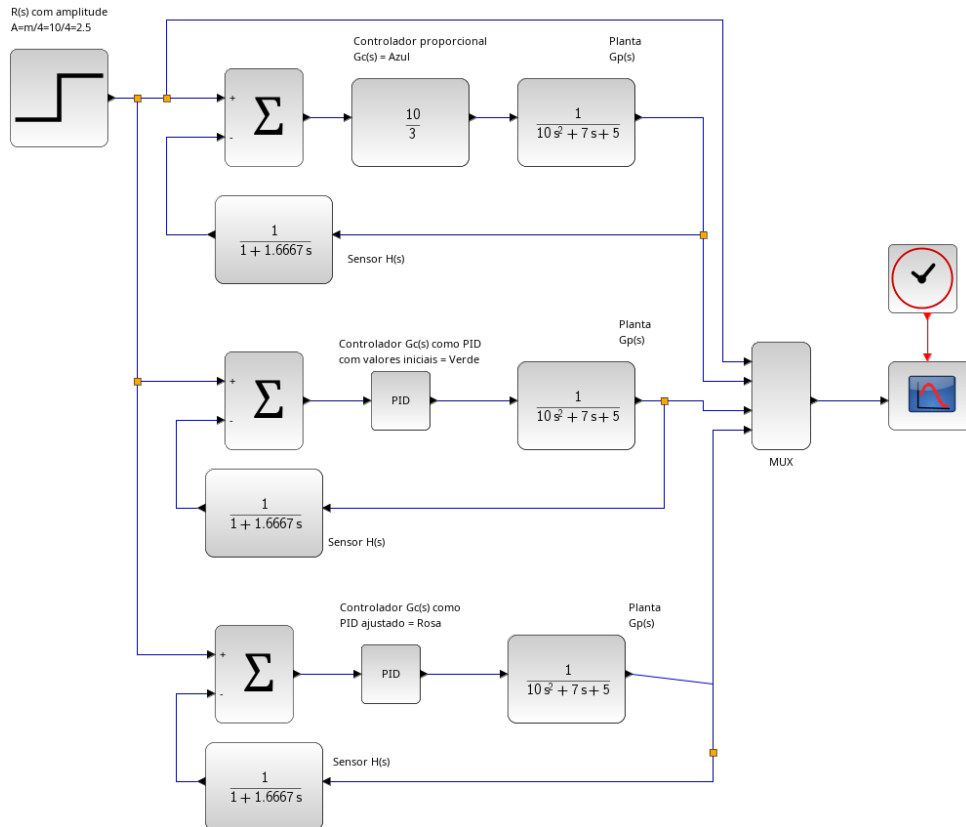 R(s) com amplitude
A=m/4=10/4=2.5
Controlador proporcional
Gc(s) = Azul
Planta
Gp(s)
+
-
Σ
10
3
1
10 s² + 7 s + 5
1
1 + 1.6667 s
Sensor H(s)
Controlador Gc(s) como PID
com valores iniciais = Verde
Planta
Gp(s)
+
-
Σ
PID
1
10 s² + 7 s + 5
MUX
1
1 + 1.6667 s
Sensor H(s)
Controlador Gc(s) como
PID ajustado = Rosa
Planta
Gp(s)
+
-
Σ
PID
1
10 s² + 7 s + 5
Sensor H(s)
1
1 + 1.6667 s